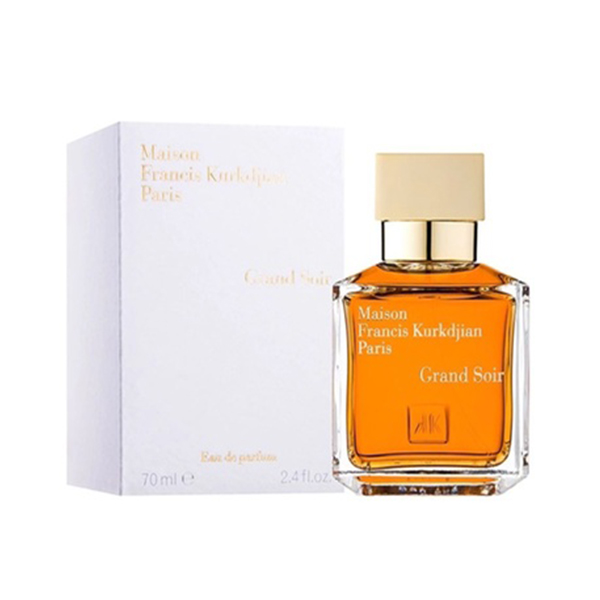 Maison
Francis Kurkdjian
Paris
Grand Soir
Eau de parfum
70 ml ℮
2.4 fl.oz.
Maison
Francis Kurkdjian
Paris
Grand Soir